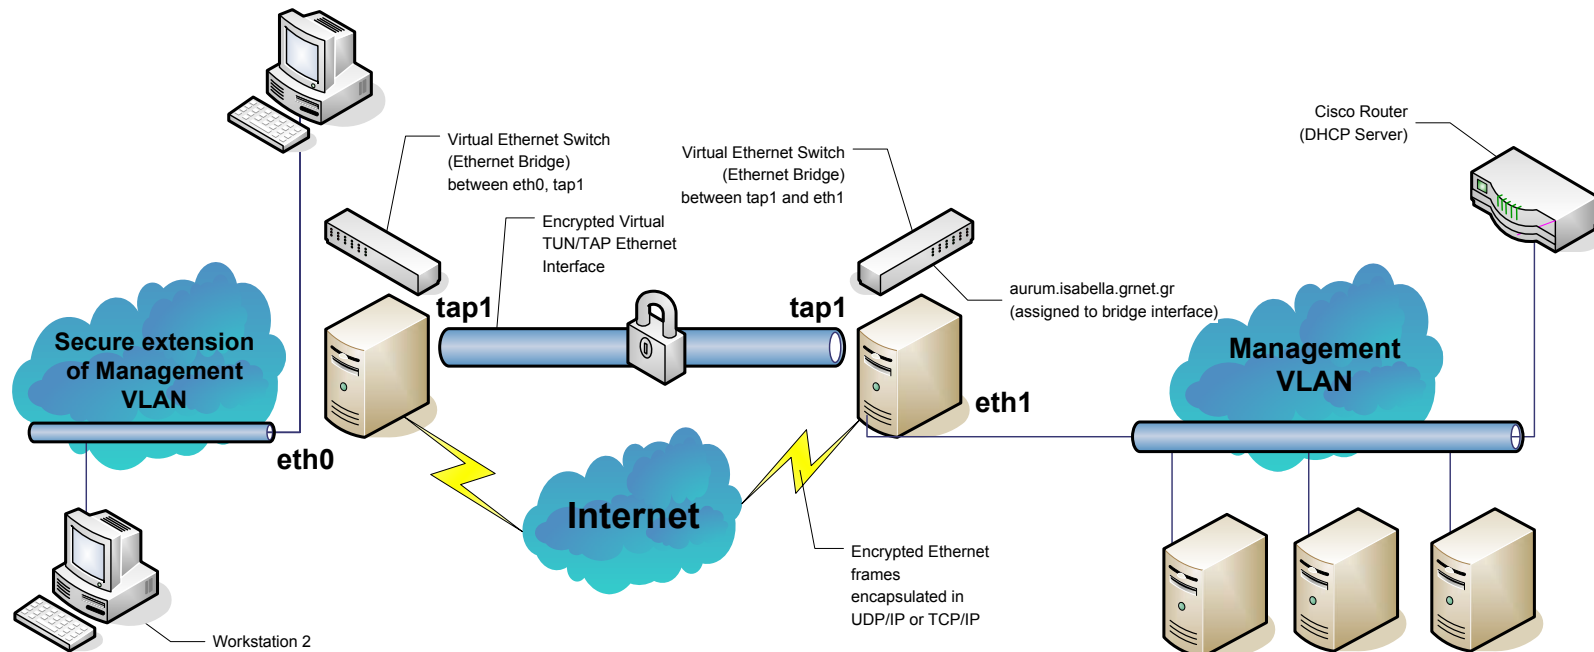 Cisco Router
(DHCP Server)
Virtual Ethernet Switch
(Ethernet Bridge)
between eth0, tap1
Virtual Ethernet Switch
(Ethernet Bridge)
between tap1 and eth1
Encrypted Virtual
TUN/TAP Ethernet
Interface
aurum.isabella.grnet.gr
(assigned to bridge interface)
tap1
tap1
Secure extension
of Management
VLAN
Management
VLAN
eth1
eth0
Internet
Encrypted Ethernet
frames
encapsulated in
UDP/IP or TCP/IP
Workstation 2